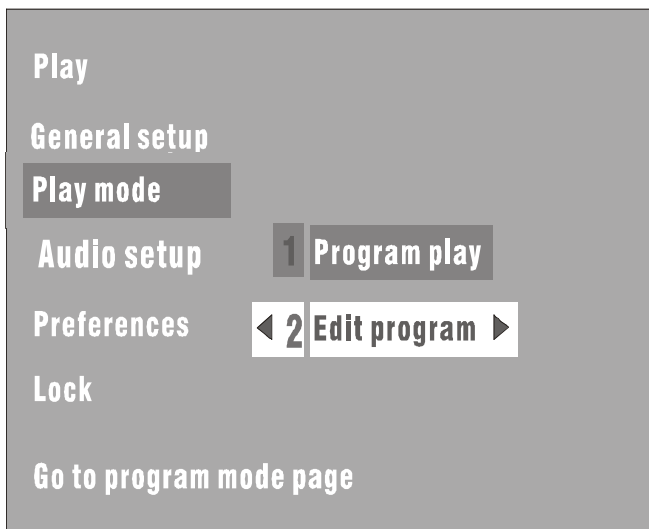 Play
General setup
Play mode
Audio setup
1 Program play
Preferences
2 Edit program
Lock
Go to program mode page